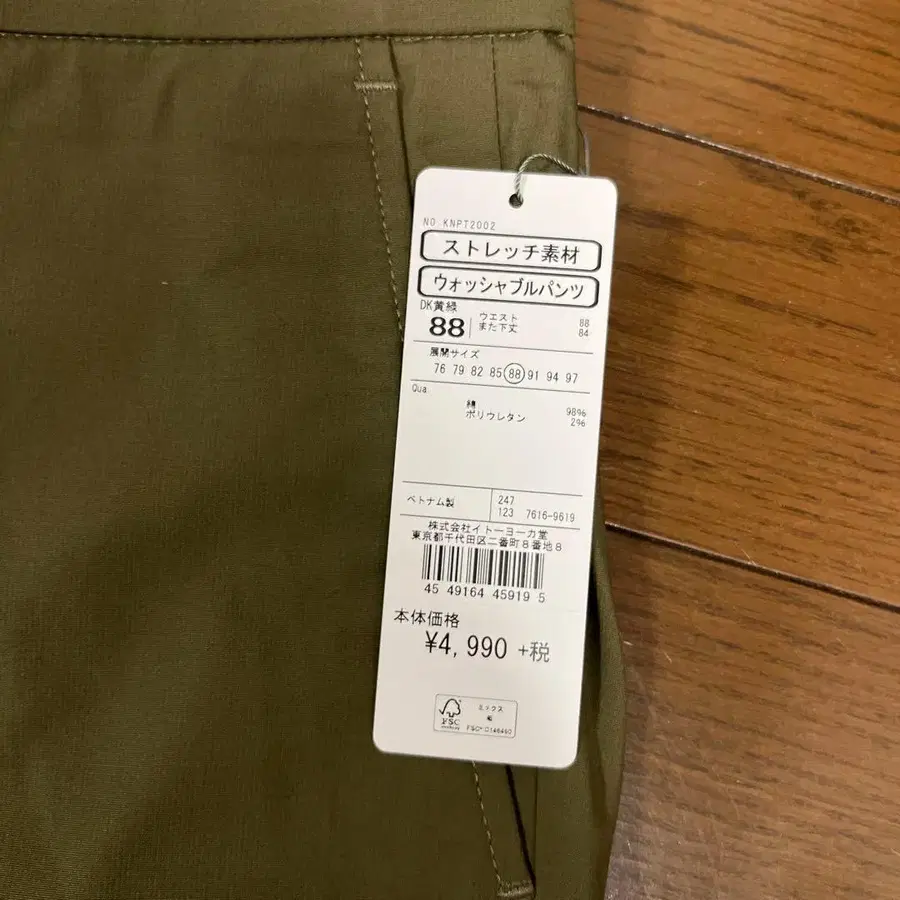 NO KNPT2002
ストレッチ素材
ウォッシャブルパンツ
DK黄緑
88 ウエスト 88
また下丈 84
展開サイズ
76 79 82 85 88 91 94 97
Qua.
綿 98%
ポリウレタン 2%
ベトナム製 247
123 7616-9619
株式会社イトーヨーカ堂
東京都千代田区二番町8番地8
45 49164 45919 5
本体価格
¥4,990 +税
FSC
ミックス
紙